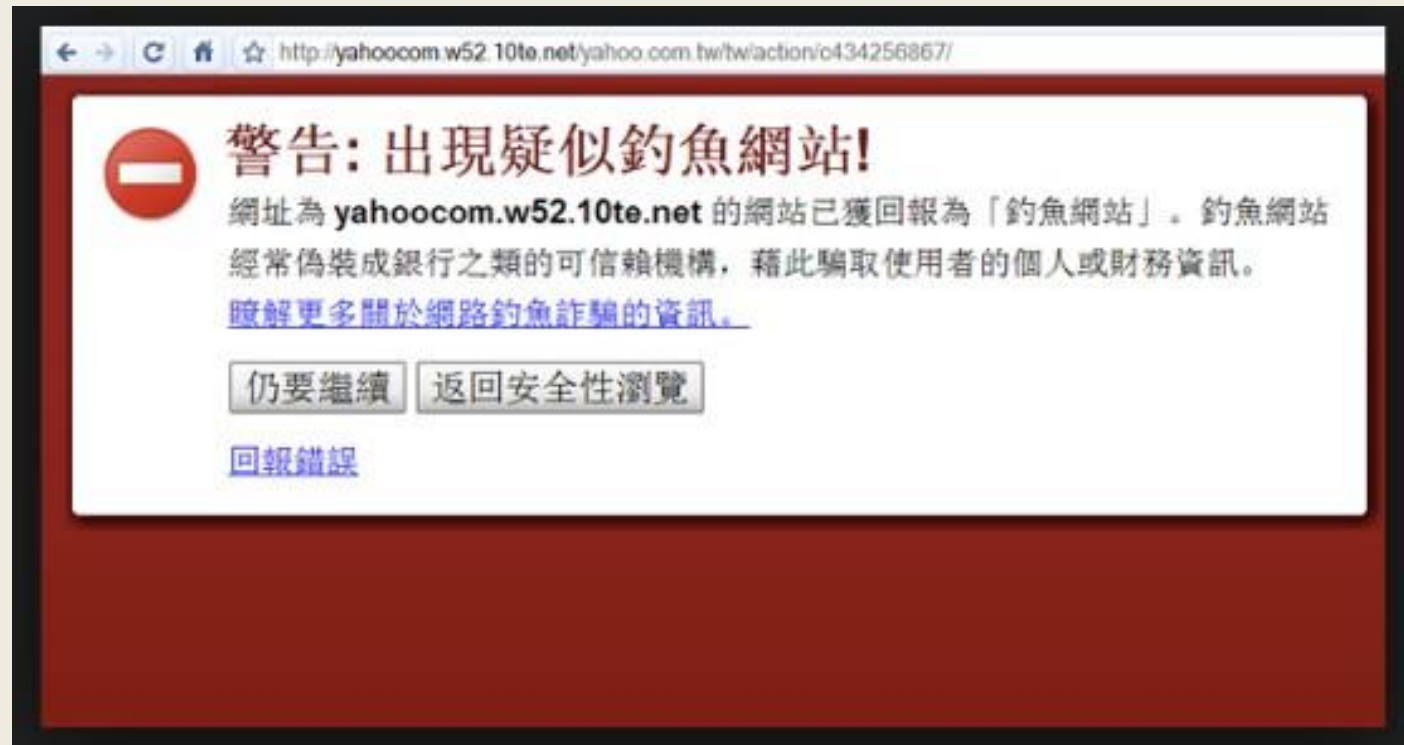 http://yahoocom.w52.10te.net/yahoo.com.tw/tw/action/c434256867/
警告: 出現疑似釣魚網站!
網址為 yahoocom.w52.10te.net 的網站已獲回報為「釣魚網站」。釣魚網站
經常偽裝成銀行之類的可信賴機構，藉此騙取使用者的個人或財務資訊。
瞭解更多關於網路釣魚詐騙的資訊。
仍要繼續 返回安全性瀏覽
回報錯誤